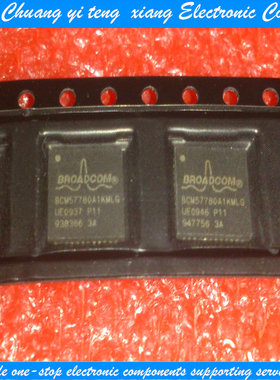 Chuang yi teng xiang Electronic Co
BROADCOM®
BCM57780A1KMLG
UE0937 P11
938366 3A
BROADCOM®
BCM57780A1KMLG
UE0946 P11
947756 3A
le one-stop electronic components supporting servic